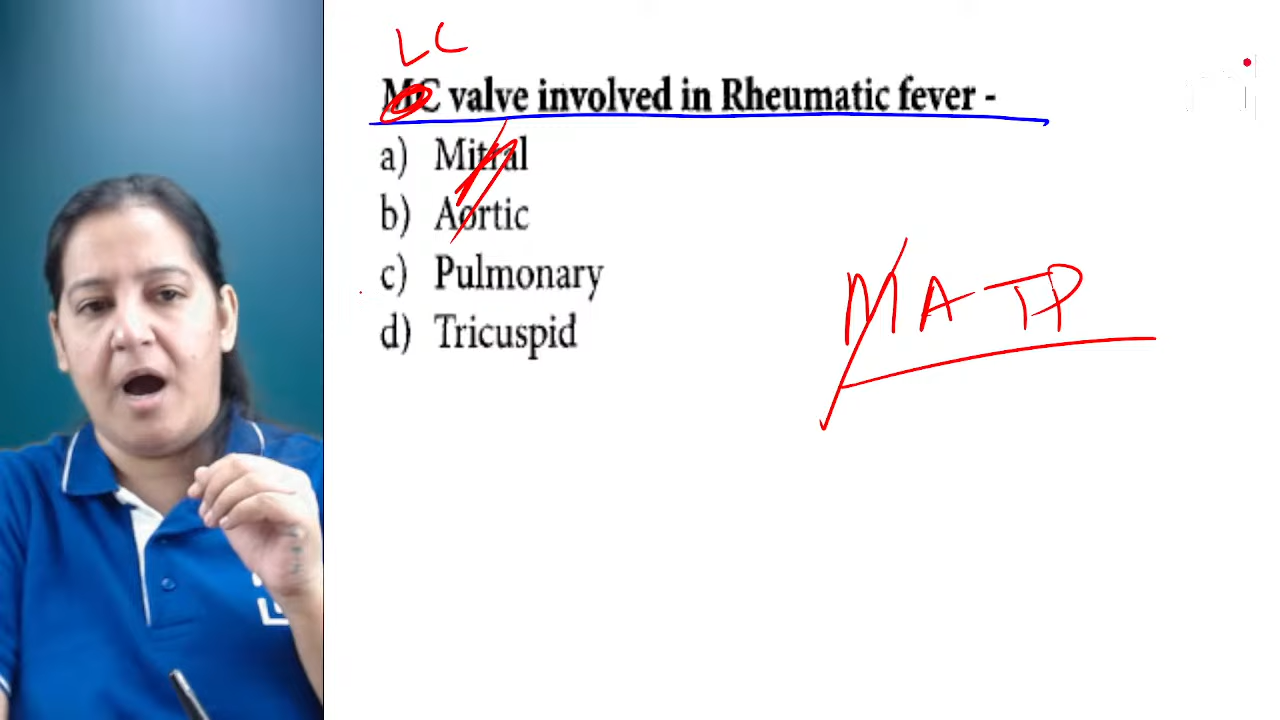 LC
MC valve involved in Rheumatic fever -
a) Mitral
b) Aortic
c) Pulmonary
d) Tricuspid
MATP